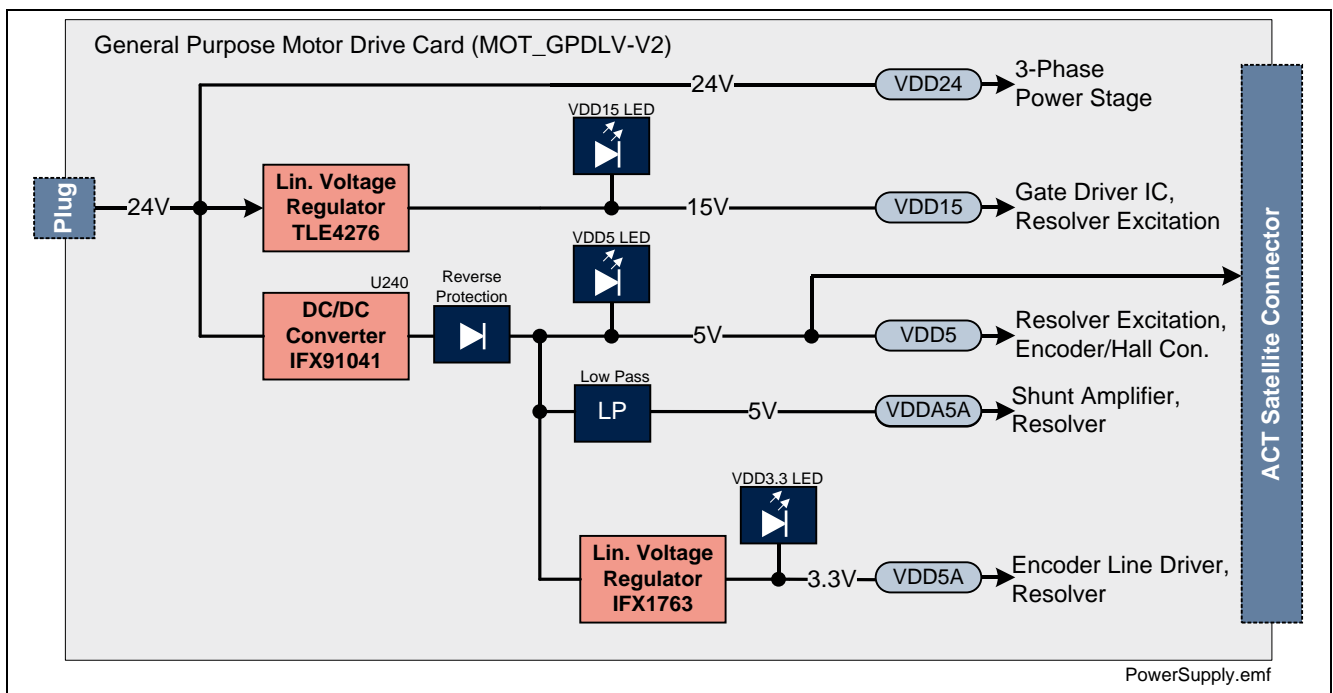 General Purpose Motor Drive Card (MOT_GPDLV-V2)
24V
VDD24
3-Phase
Power Stage
VDD15 LED
Plug
24V
Lin. Voltage
Regulator
TLE4276
15V
VDD15
Gate Driver IC,
Resolver Excitation
VDD5 LED
U240
DC/DC
Converter
IFX91041
Reverse
Protection
5V
VDD5
Resolver Excitation,
Encoder/Hall Con.
Low Pass
LP
5V
VDDA5A
Shunt Amplifier,
Resolver
VDD3.3 LED
Lin. Voltage
Regulator
IFX1763
3.3V
VDD5A
Encoder Line Driver,
Resolver
ACT Satellite Connector
PowerSupply.emf